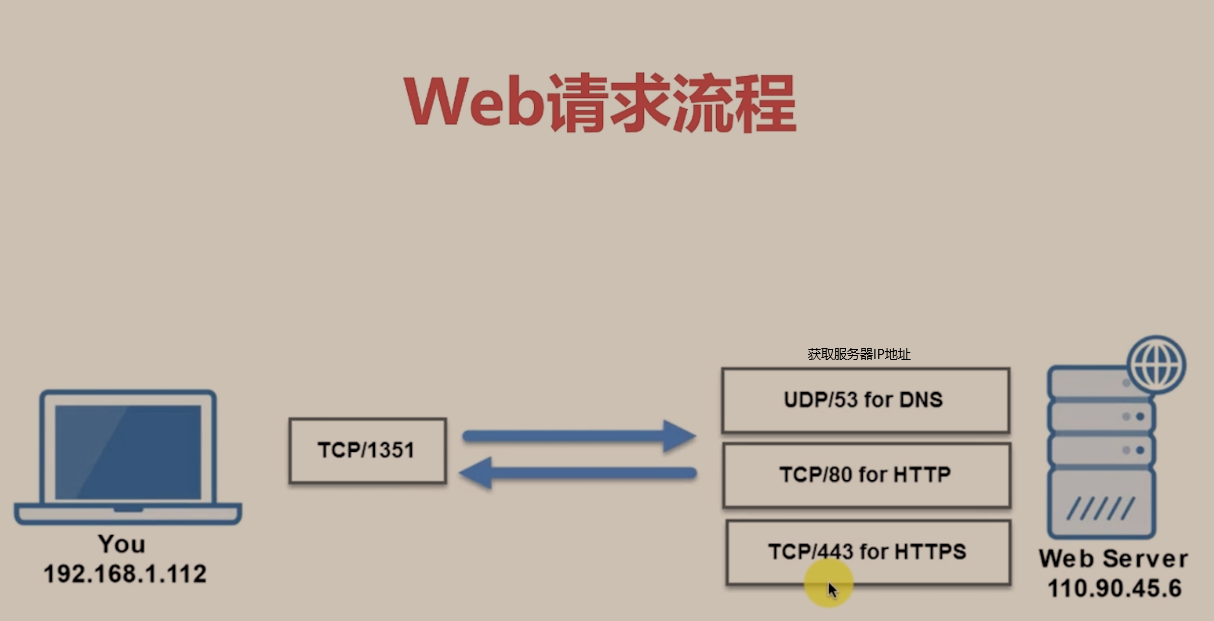 Web请求流程
获取服务器IP地址
UDP/53 for DNS
TCP/1351
TCP/80 for HTTP
TCP/443 for HTTPS
You
192.168.1.112
Web Server
110.90.45.6